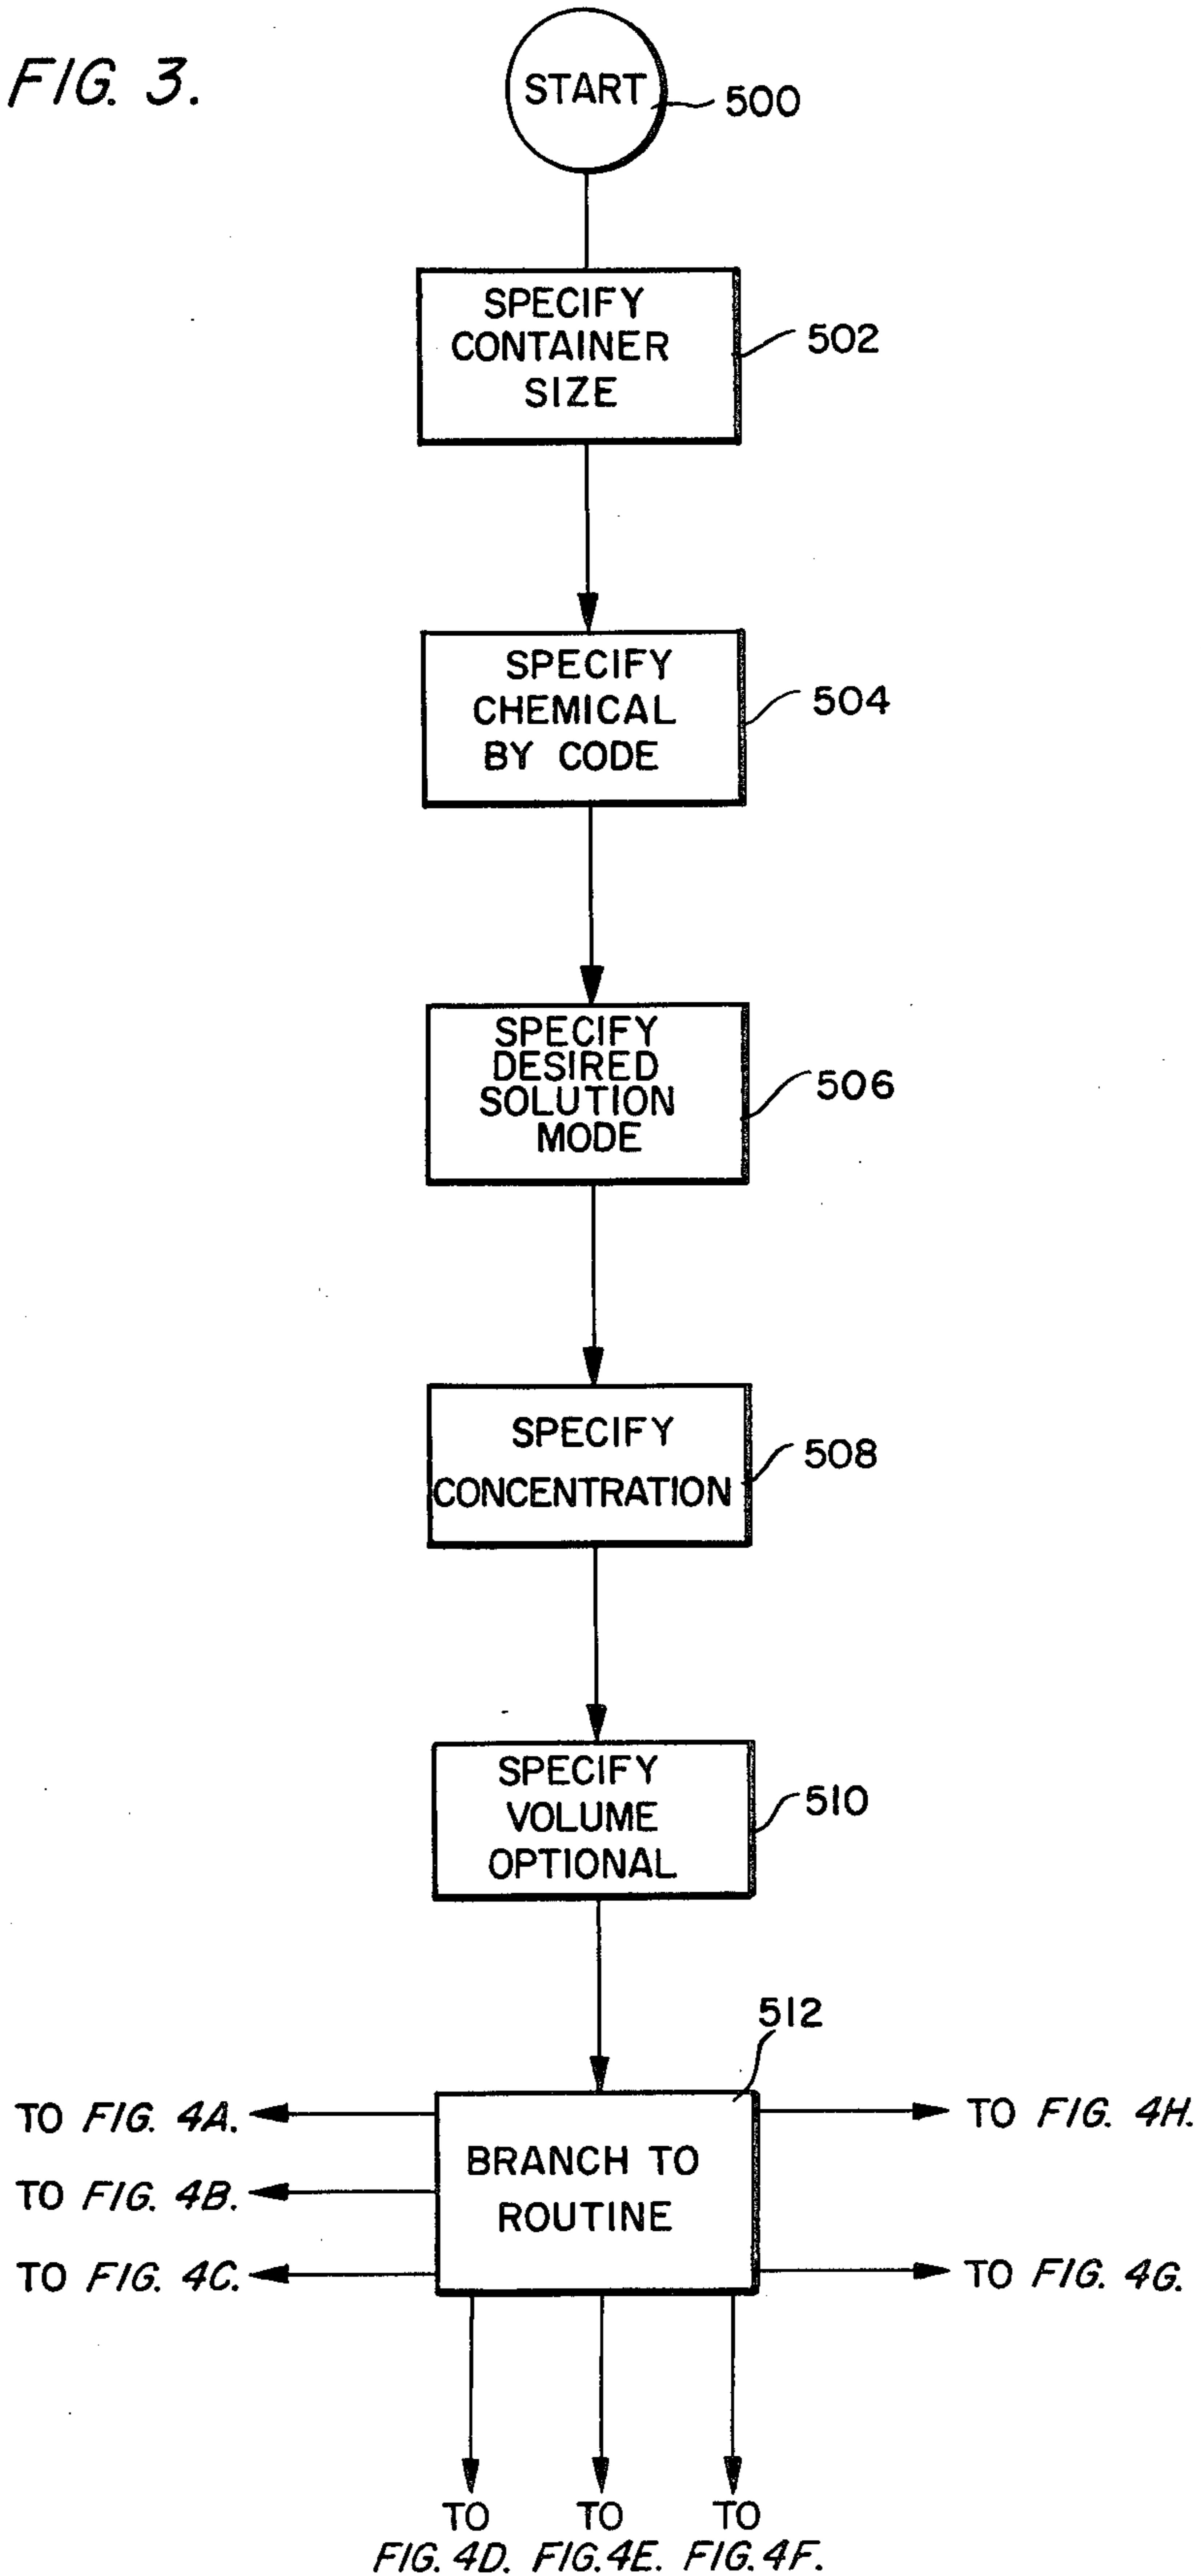 FIG. 3.
START
500
SPECIFY
CONTAINER
SIZE
502
SPECIFY
CHEMICAL
BY CODE
504
SPECIFY
DESIRED
SOLUTION
MODE
506
SPECIFY
CONCENTRATION
508
SPECIFY
VOLUME
OPTIONAL
510
512
BRANCH TO
ROUTINE
TO FIG. 4A.
TO FIG. 4B.
TO FIG. 4C.
TO FIG. 4H.
TO FIG. 4G.
TO
FIG. 4D.
TO
FIG. 4E.
TO
FIG. 4F.